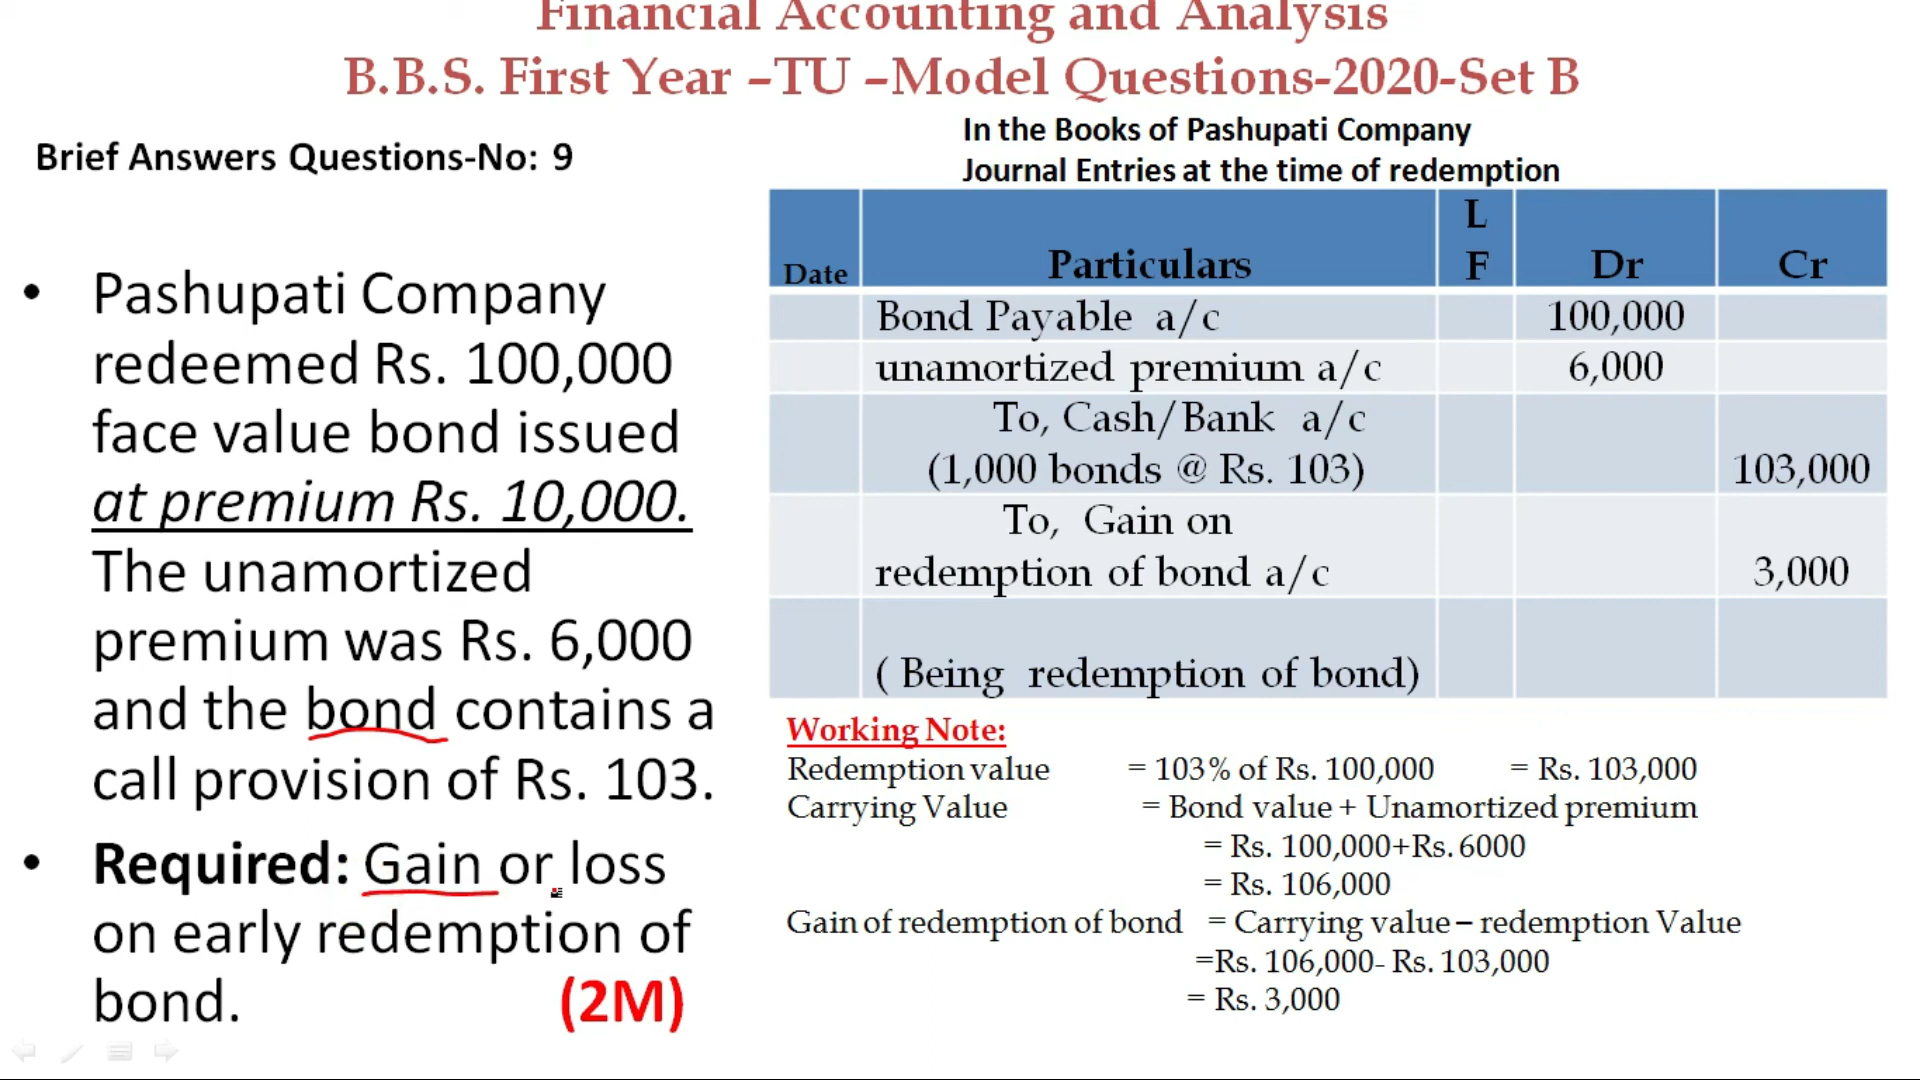 Financial Accounting and Analysis
B.B.S. First Year –TU –Model Questions-2020-Set B
Brief Answers Questions-No: 9
• Pashupati Company
redeemed Rs. 100,000
face value bond issued
at premium Rs. 10,000.
The unamortized
premium was Rs. 6,000
and the bond contains a
call provision of Rs. 103.
• Required: Gain or loss
on early redemption of
bond. (2M)
In the Books of Pashupati Company
Journal Entries at the time of redemption
Date Particulars L F Dr Cr
Bond Payable a/c 100,000
unamortized premium a/c 6,000
To, Cash/Bank a/c
(1,000 bonds @ Rs. 103) 103,000
To, Gain on
redemption of bond a/c 3,000
( Being redemption of bond)
Working Note:
Redemption value = 103% of Rs. 100,000 = Rs. 103,000
Carrying Value = Bond value + Unamortized premium
= Rs. 100,000+Rs. 6000
= Rs. 106,000
Gain of redemption of bond = Carrying value – redemption Value
=Rs. 106,000- Rs. 103,000
= Rs. 3,000